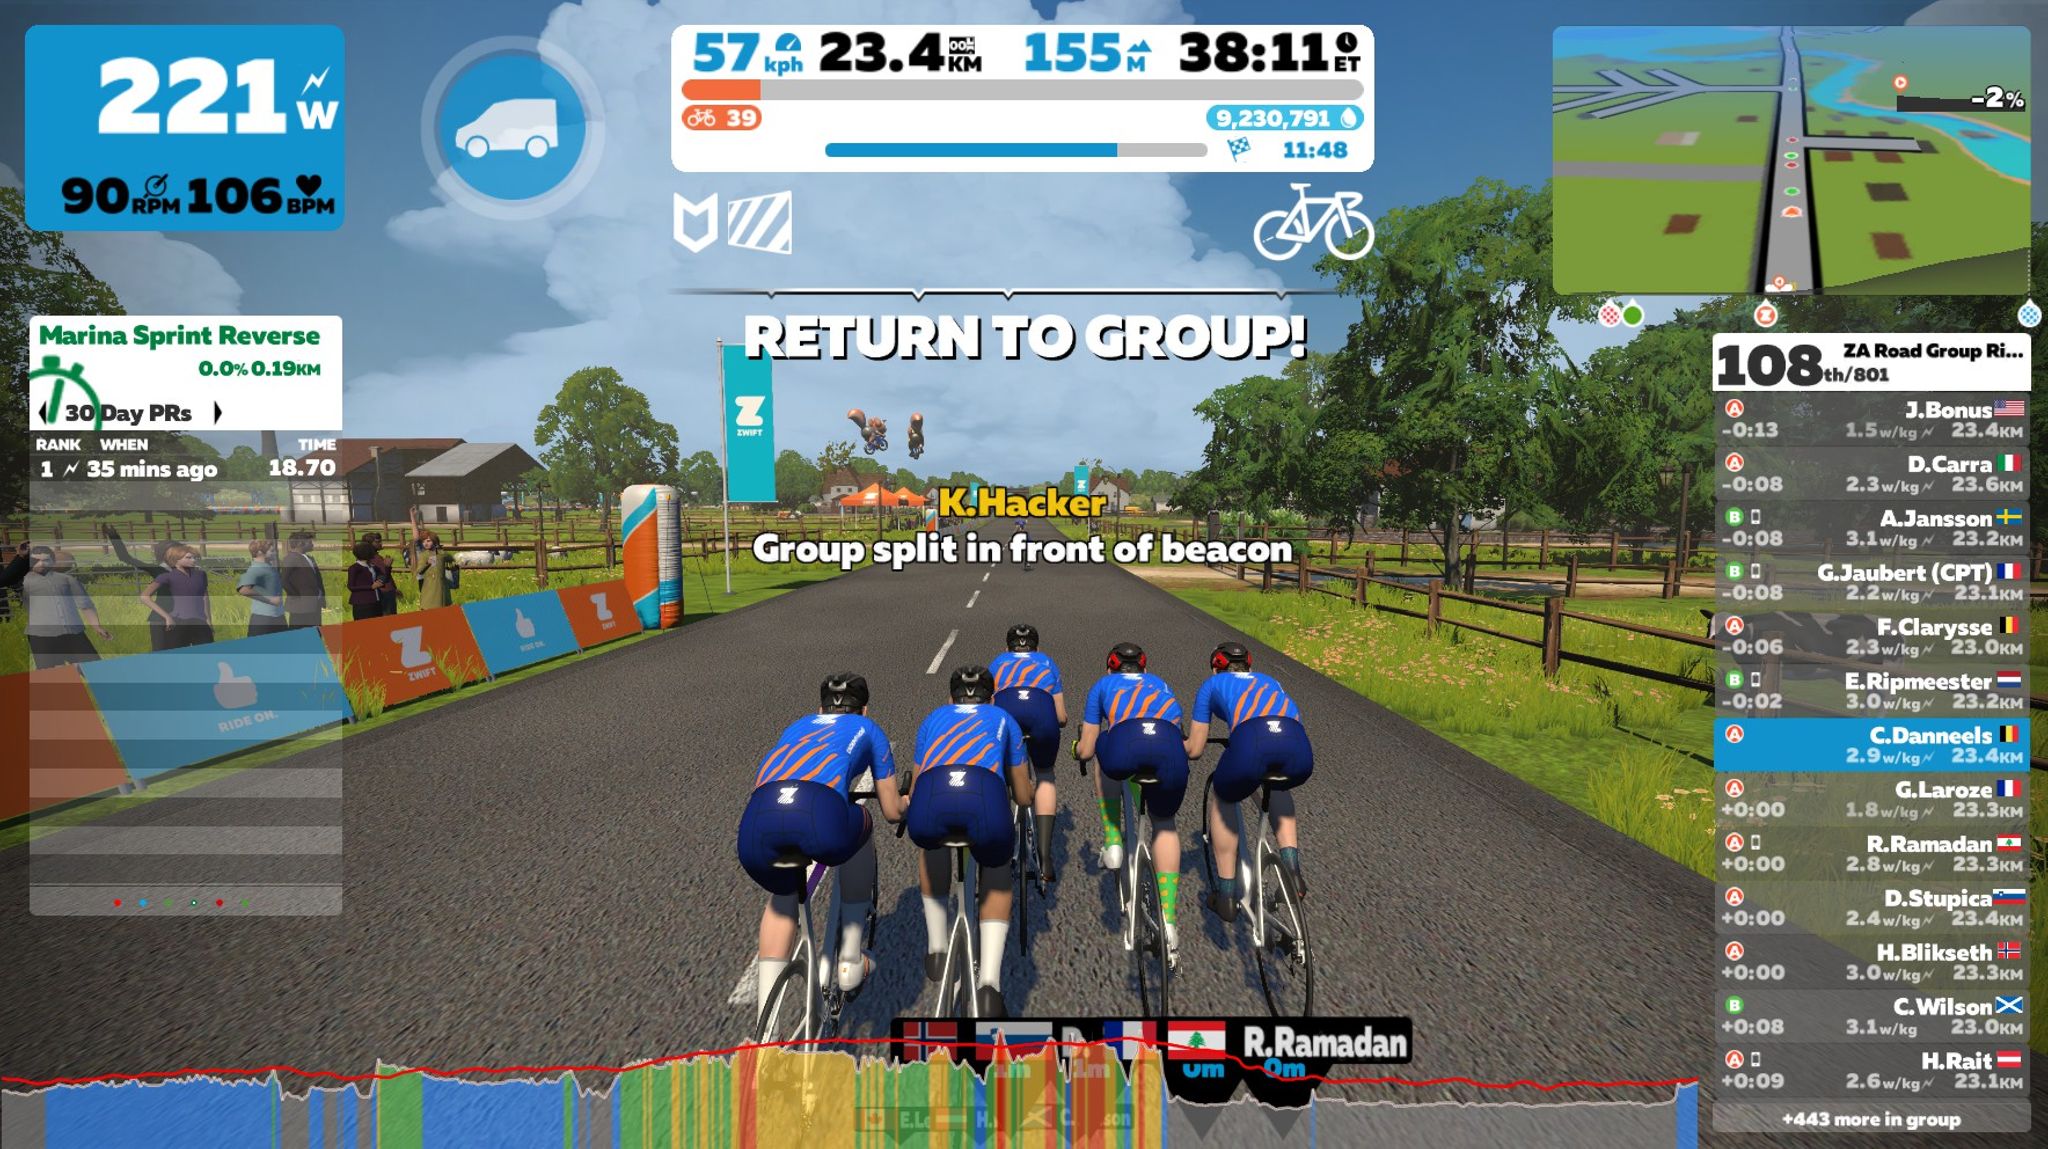 221 W
90 RPM 106 BPM
57 kph 23.4 KM 155 M 38:11 ET
39
9,230,791
11:48
-2%
RETURN TO GROUP!
K.Hacker
Group split in front of beacon
Marina Sprint Reverse
0.0% 0.19KM
30 Day PRs
RANK WHEN TIME
1 35 mins ago 18.70
Z
ZWIFT
RIDE ON.
ZWIFT
RIDE ON.
ZWIFT
108th/801 ZA Road Group Ri...
A J.Bonus
-0:13 1.5w/kg 23.4KM
A D.Carra
-0:08 2.3w/kg 23.6KM
B A.Jansson
-0:08 3.1w/kg 23.2KM
B G.Jaubert (CPT)
-0:08 2.2w/kg 23.1KM
A F.Clarysse
-0:06 2.3w/kg 23.0KM
B E.Ripmeester
-0:02 3.0w/kg 23.2KM
A C.Danneels
2.9w/kg 23.4KM
A G.Laroze
+0:00 1.8w/kg 23.3KM
A R.Ramadan
+0:00 2.8w/kg 23.3KM
A D.Stupica
+0:00 2.4w/kg 23.4KM
A H.Blikseth
+0:00 3.0w/kg 23.3KM
B C.Wilson
+0:08 3.1w/kg 23.0KM
A H.Rait
+0:09 2.6w/kg 23.1KM
+443 more in group
R.Ramadan
1m 1m 0m 0m